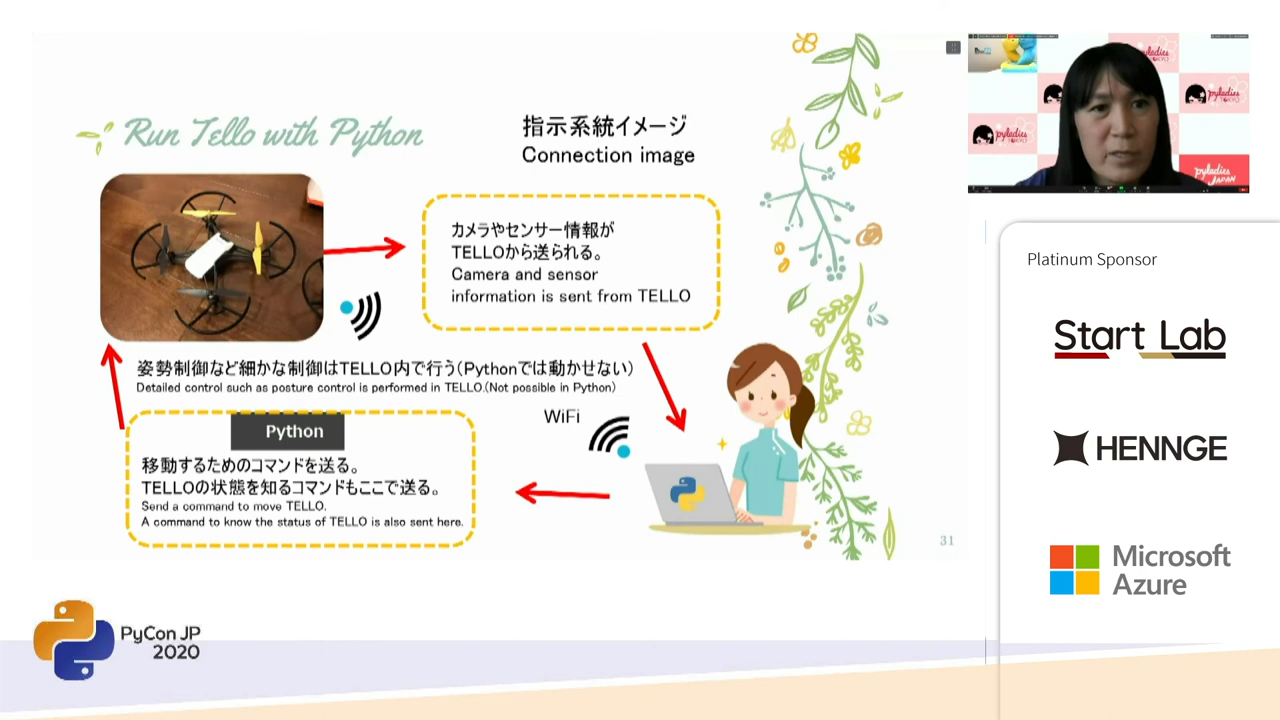 Run Tello with Python
指示系統イメージ
Connection image
カメラやセンサー情報が
TELLOから送られる。
Camera and sensor
information is sent from TELLO
姿勢制御など細かな制御はTELLO内で行う(Pythonでは動かせない)
Detailed control such as posture control is performed in TELLO.(Not possible in Python)
WiFi
Python
移動するためのコマンドを送る。
TELLOの状態を知るコマンドもここで送る。
Send a command to move TELLO.
A command to know the status of TELLO is also sent here.
31
pyladies
TOKYO
pyladies
TOKYO
pyladies
JAPAN
Platinum Sponsor
Start Lab
HENNGE
Microsoft
Azure
PyCon JP
2020